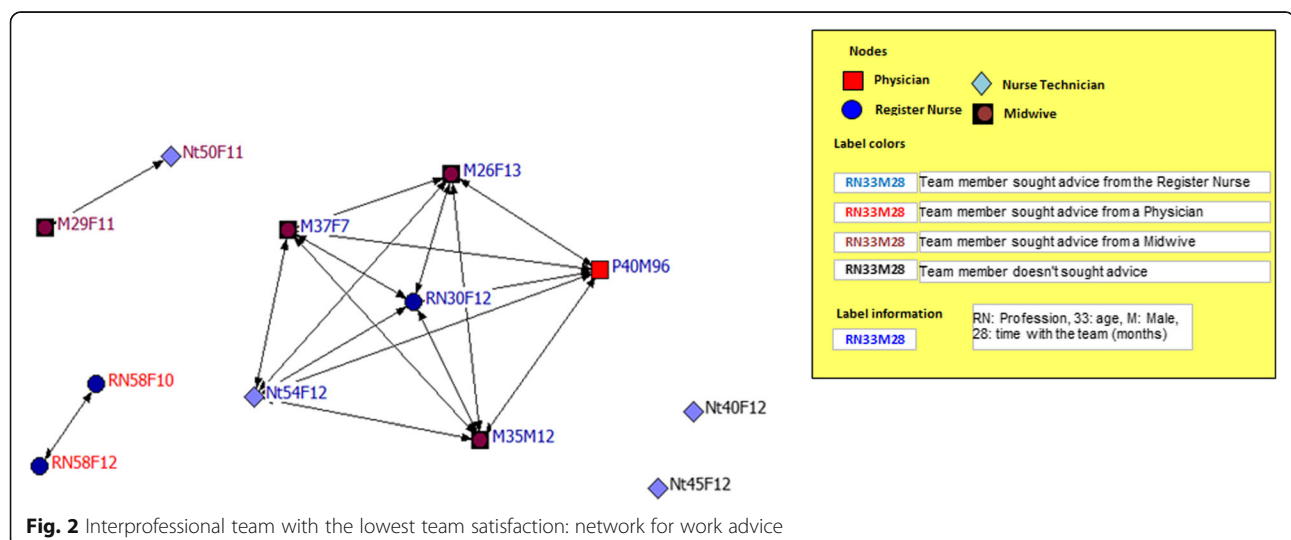 Nt50F11
M29F11
M26F13
M37F7
P40M96
RN30F12
RN58F10
Nt54F12
Nt40F12
M35M12
RN58F12
Nt45F12
Nodes
Physician
Nurse Technician
Register Nurse
Midwive
Label colors
RN33M28 Team member sought advice from the Register Nurse
RN33M28 Team member sought advice from a Physician
RN33M28 Team member sought advice from a Midwive
RN33M28 Team member doesn't sought advice
Label information
RN33M28
RN: Profession, 33: age, M: Male,
28: time with the team (months)
Fig. 2 Interprofessional team with the lowest team satisfaction: network for work advice